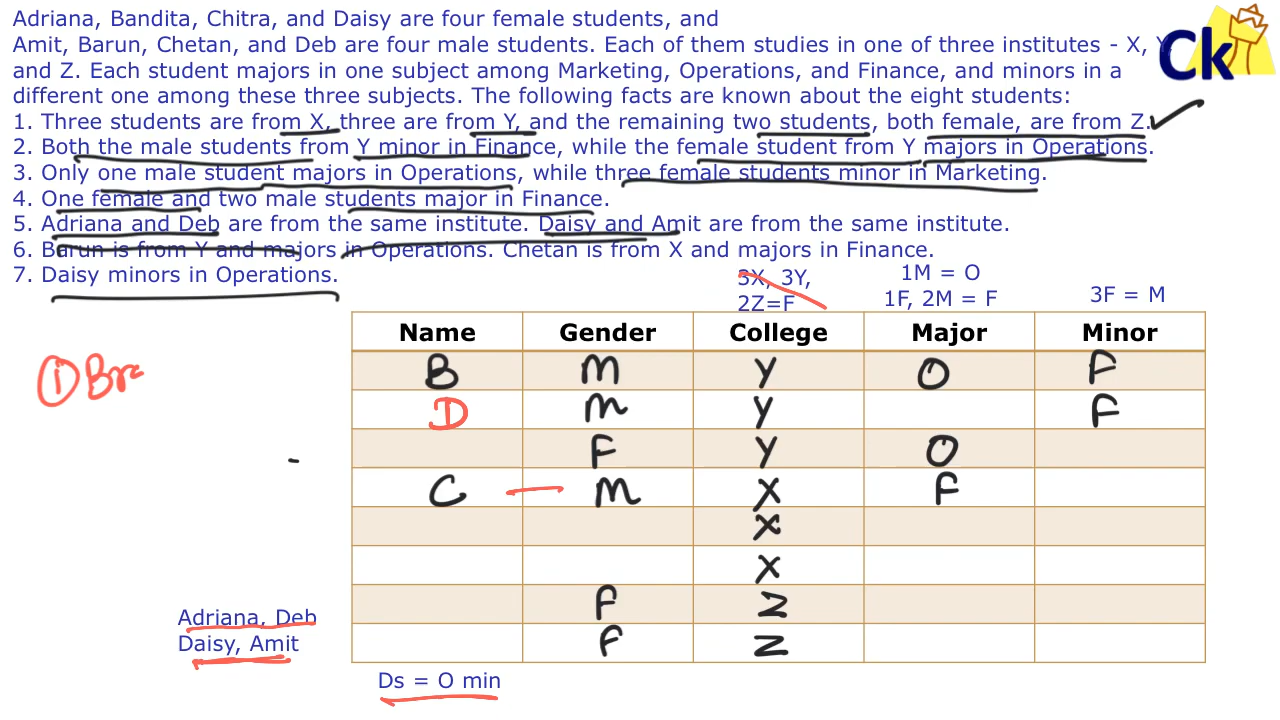 Adriana, Bandita, Chitra, and Daisy are four female students, and
Amit, Barun, Chetan, and Deb are four male students. Each of them studies in one of three institutes - X, Y,
and Z. Each student majors in one subject among Marketing, Operations, and Finance, and minors in a
different one among these three subjects. The following facts are known about the eight students:
1. Three students are from X, three are from Y, and the remaining two students, both female, are from Z.
2. Both the male students from Y minor in Finance, while the female student from Y majors in Operations.
3. Only one male student majors in Operations, while three female students minor in Marketing.
4. One female and two male students major in Finance.
5. Adriana and Deb are from the same institute. Daisy and Amit are from the same institute.
6. Barun is from Y and majors in Operations. Chetan is from X and majors in Finance.
7. Daisy minors in Operations.
Ck
3X, 3Y,
2Z=F
1M = O
1F, 2M = F
3F = M
Name Gender College Major Minor
B M Y O F
D M Y F
F Y O
C M X F
X
X
F Z
F Z
① Br
Adriana, Deb
Daisy, Amit
Ds = O min